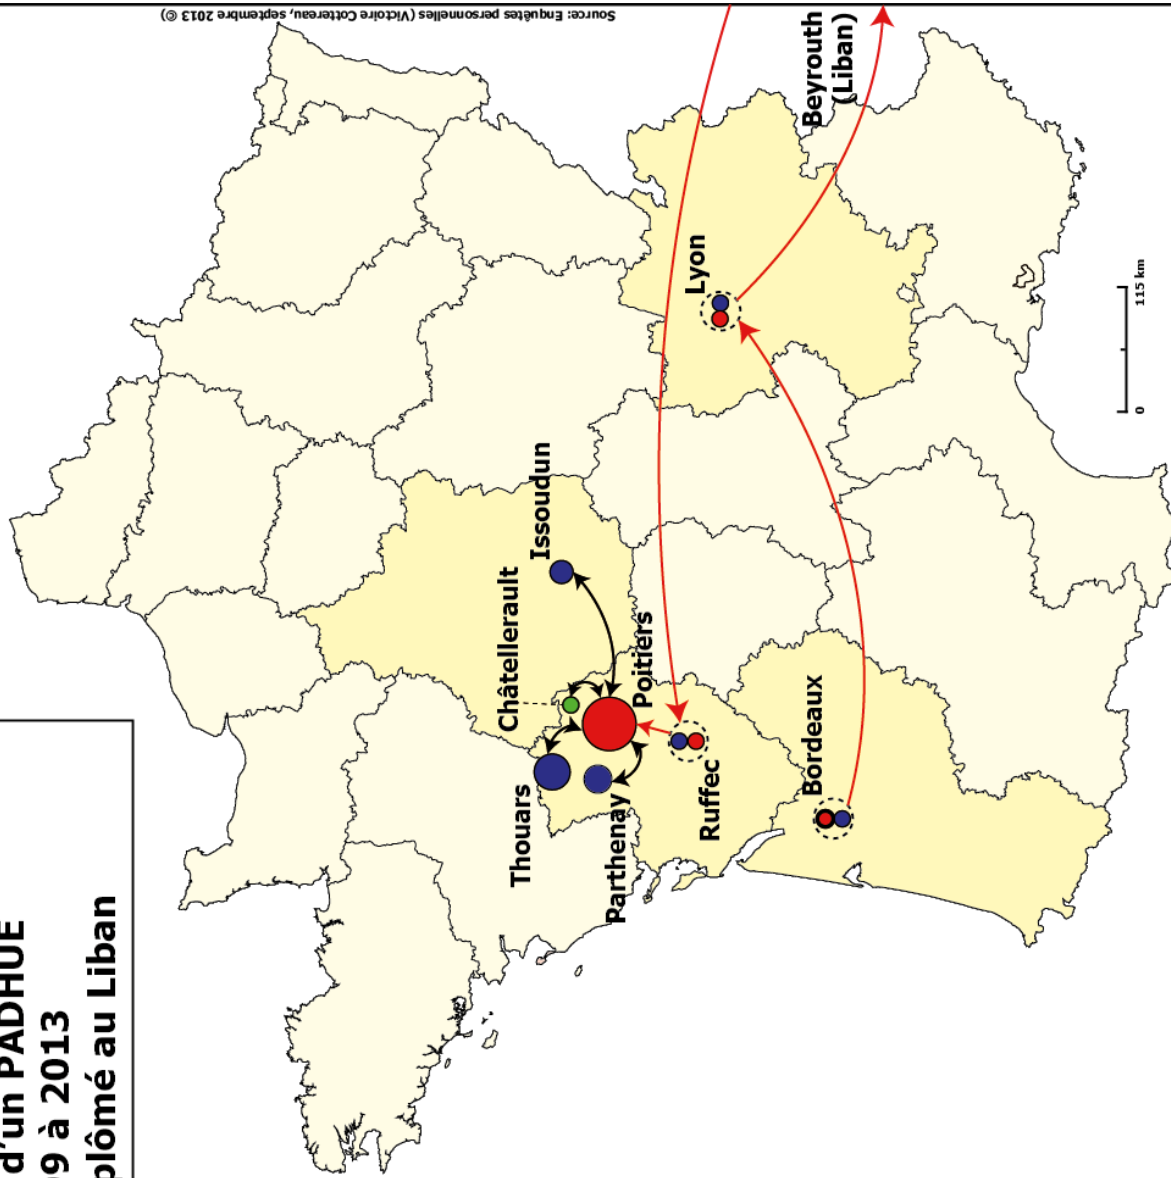 d'un PADHUE
9 à 2013
plômé au Liban
Source: Enquêtes personnelles (Victoire Cottereau, septembre 2013 ©)
Beyrouth
(Liban)
Lyon
Issoudun
Châtellerault
Poitiers
Thouars
Parthenay
Ruffec
Bordeaux
0
115 km